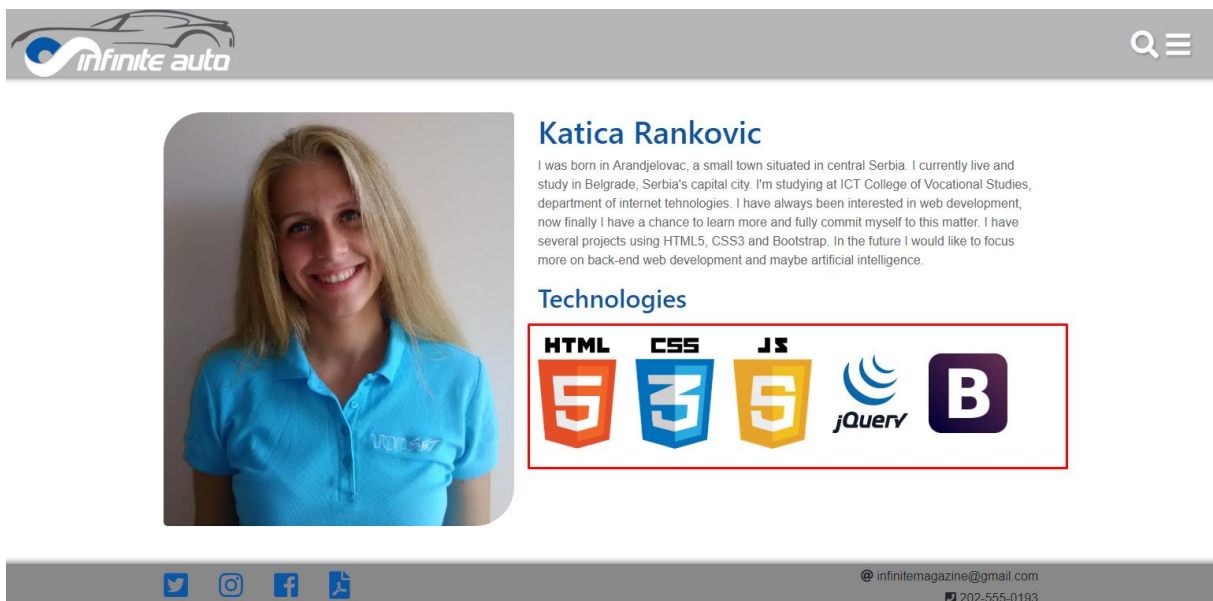 infinite auto
Katica Rankovic
I was born in Arandjelovac, a small town situated in central Serbia. I currently live and
study in Belgrade, Serbia's capital city. I'm studying at ICT College of Vocational Studies,
department of internet tehnologies. I have always been interested in web development,
now finally I have a chance to learn more and fully commit myself to this matter. I have
several projects using HTML5, CSS3 and Bootstrap. In the future I would like to focus
more on back-end web development and maybe artificial intelligence.
Technologies
HTML CSS JS
5 3 5 jQuery B
@ infinitemagazine@gmail.com
202-555-0193